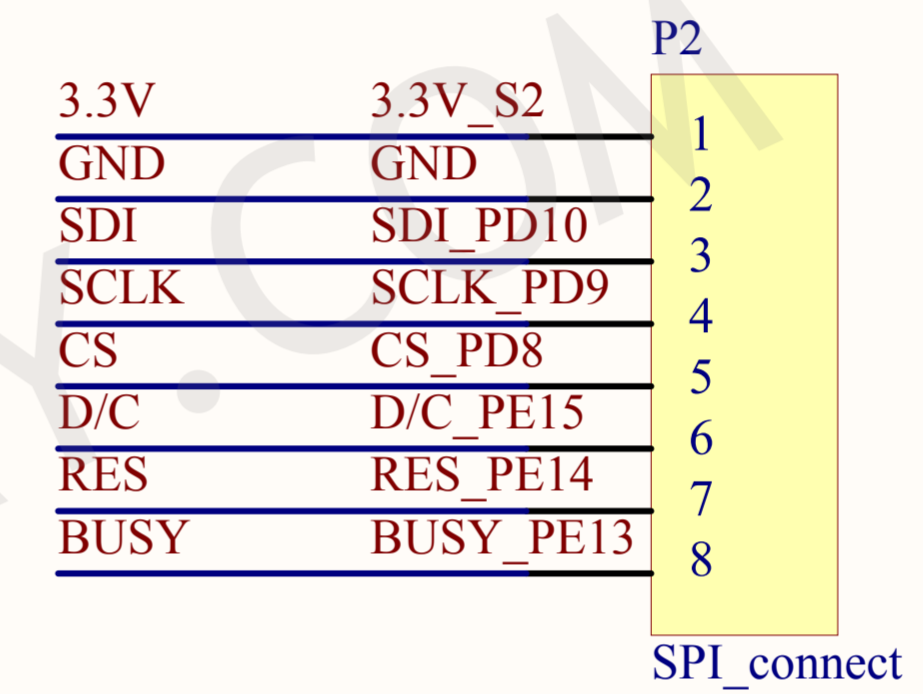 P2
3.3V 3.3V_S2 1
GND GND 2
SDI SDI_PD10 3
SCLK SCLK_PD9 4
CS CS_PD8 5
D/C D/C_PE15 6
RES RES_PE14 7
BUSY BUSY_PE13 8
SPI_connect
Y.COM